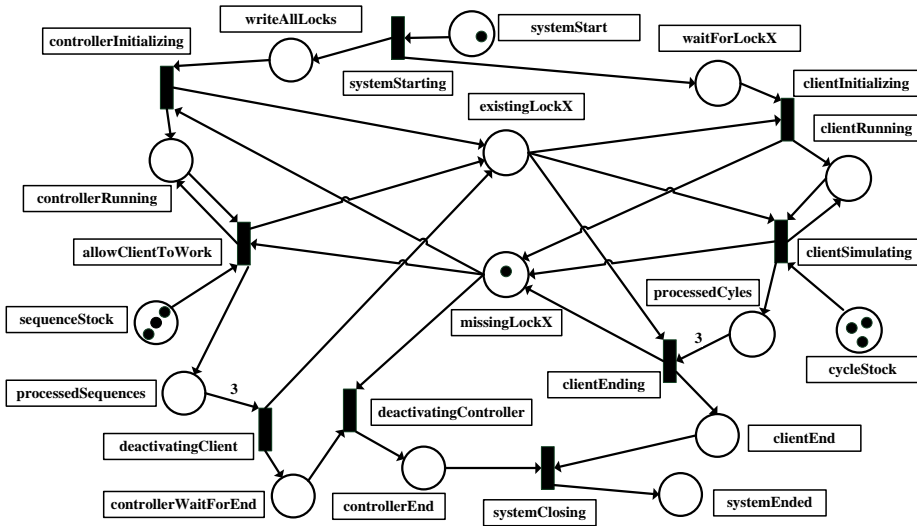 writeAllLocks
systemStart
controllerInitializing
waitForLockX
systemStarting
clientInitializing
existingLockX
clientRunning
controllerRunning
allowClientToWork
clientSimulating
processedCyles
sequenceStock
missingLockX
3
cycleStock
clientEnding
processedSequences
3
deactivatingController
clientEnd
deactivatingClient
controllerWaitForEnd
controllerEnd
systemClosing
systemEnded